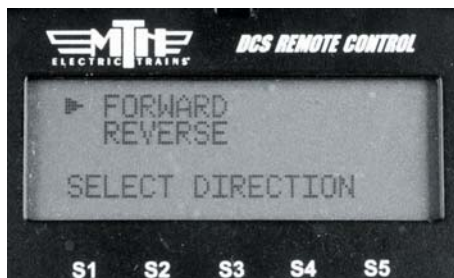 MTH
ELECTRIC TRAINS®
DCS REMOTE CONTROL
FORWARD
REVERSE
SELECT DIRECTION
S1 S2 S3 S4 S5